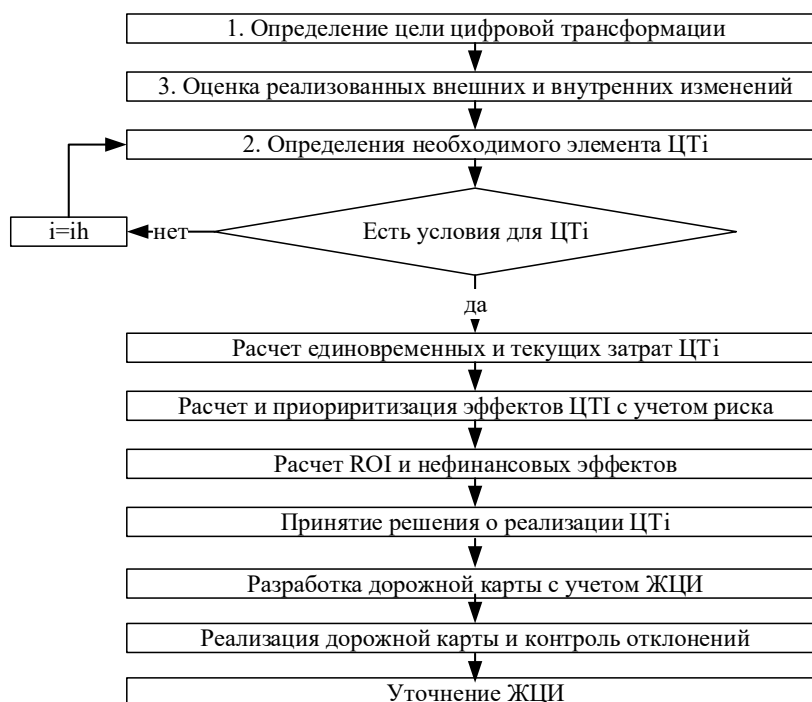 1. Определение цели цифровой трансформации
3. Оценка реализованных внешних и внутренних изменений
2. Определения необходимого элемента ЦТi
Есть условия для ЦТi
нет
i=ih
да
Расчет единовременных и текущих затрат ЦТi
Расчет и приориритизация эффектов ЦТI с учетом риска
Расчет ROI и нефинансовых эффектов
Принятие решения о реализации ЦТi
Разработка дорожной карты с учетом ЖЦИ
Реализация дорожной карты и контроль отклонений
Уточнение ЖЦИ